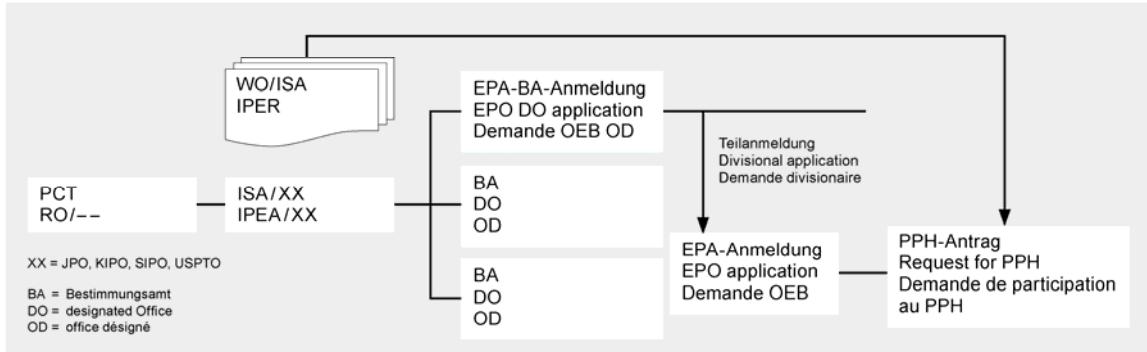 WO/ISA
IPER
EPA-BA-Anmeldung
EPO DO application
Demande OEB OD
Teilanmeldung
Divisional application
Demande divisionaire
PCT
RO/--
ISA/XX
IPEA/XX
BA
DO
OD
EPA-Anmeldung
EPO application
Demande OEB
PPH-Antrag
Request for PPH
Demande de participation
au PPH
BA
DO
OD
XX = JPO, KIPO, SIPO, USPTO
BA = Bestimmungsamt
DO = designated Office
OD = office désigné